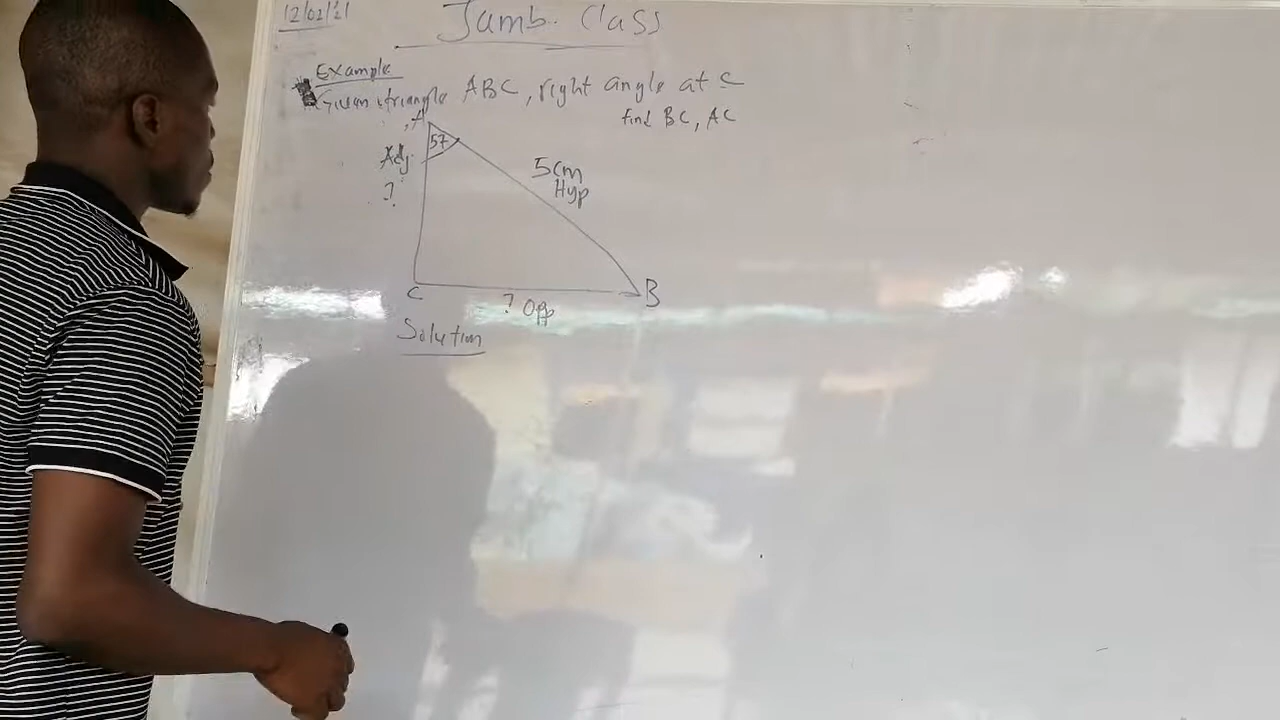 12/02/21
Jamb. Class
Example
Given triangle ABC, right angle at C
find BC, AC
A
57
Adj
?
5cm
Hyp
C
B
? Opp
Solution